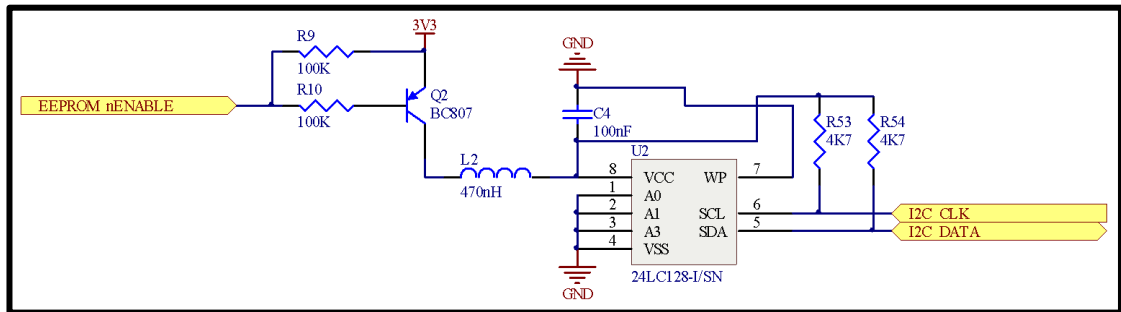 3V3
GND
R9
100K
EEPROM nENABLE
R10
100K
Q2
BC807
C4
100nF
R53
4K7
R54
4K7
L2
470nH
U2
8 VCC WP 7
1 A0
2 A1 SCL 6
3 A3 SDA 5
4 VSS
I2C CLK
I2C DATA
24LC128-I/SN
GND